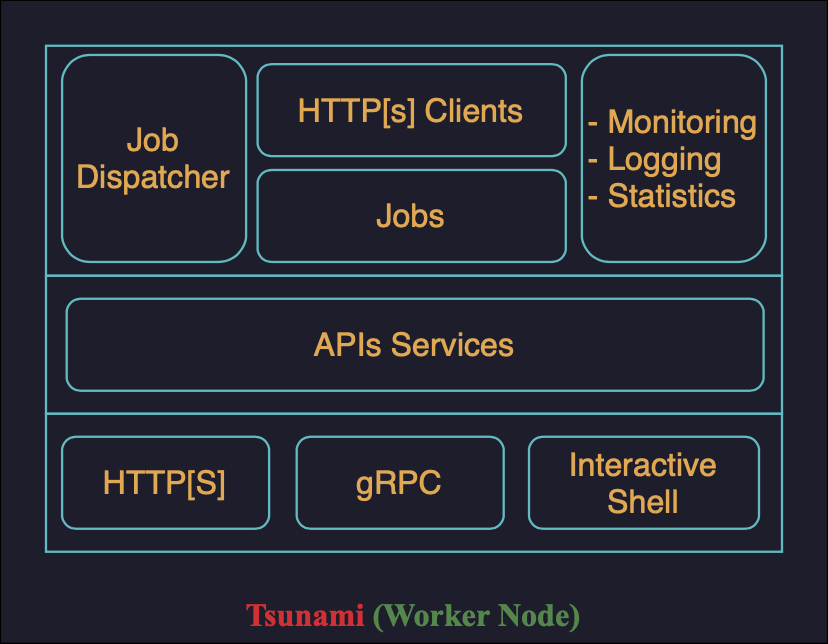 Job
Dispatcher
HTTP[s] Clients
Jobs
- Monitoring
- Logging
- Statistics
APIs Services
HTTP[S]
gRPC
Interactive
Shell
Tsunami (Worker Node)